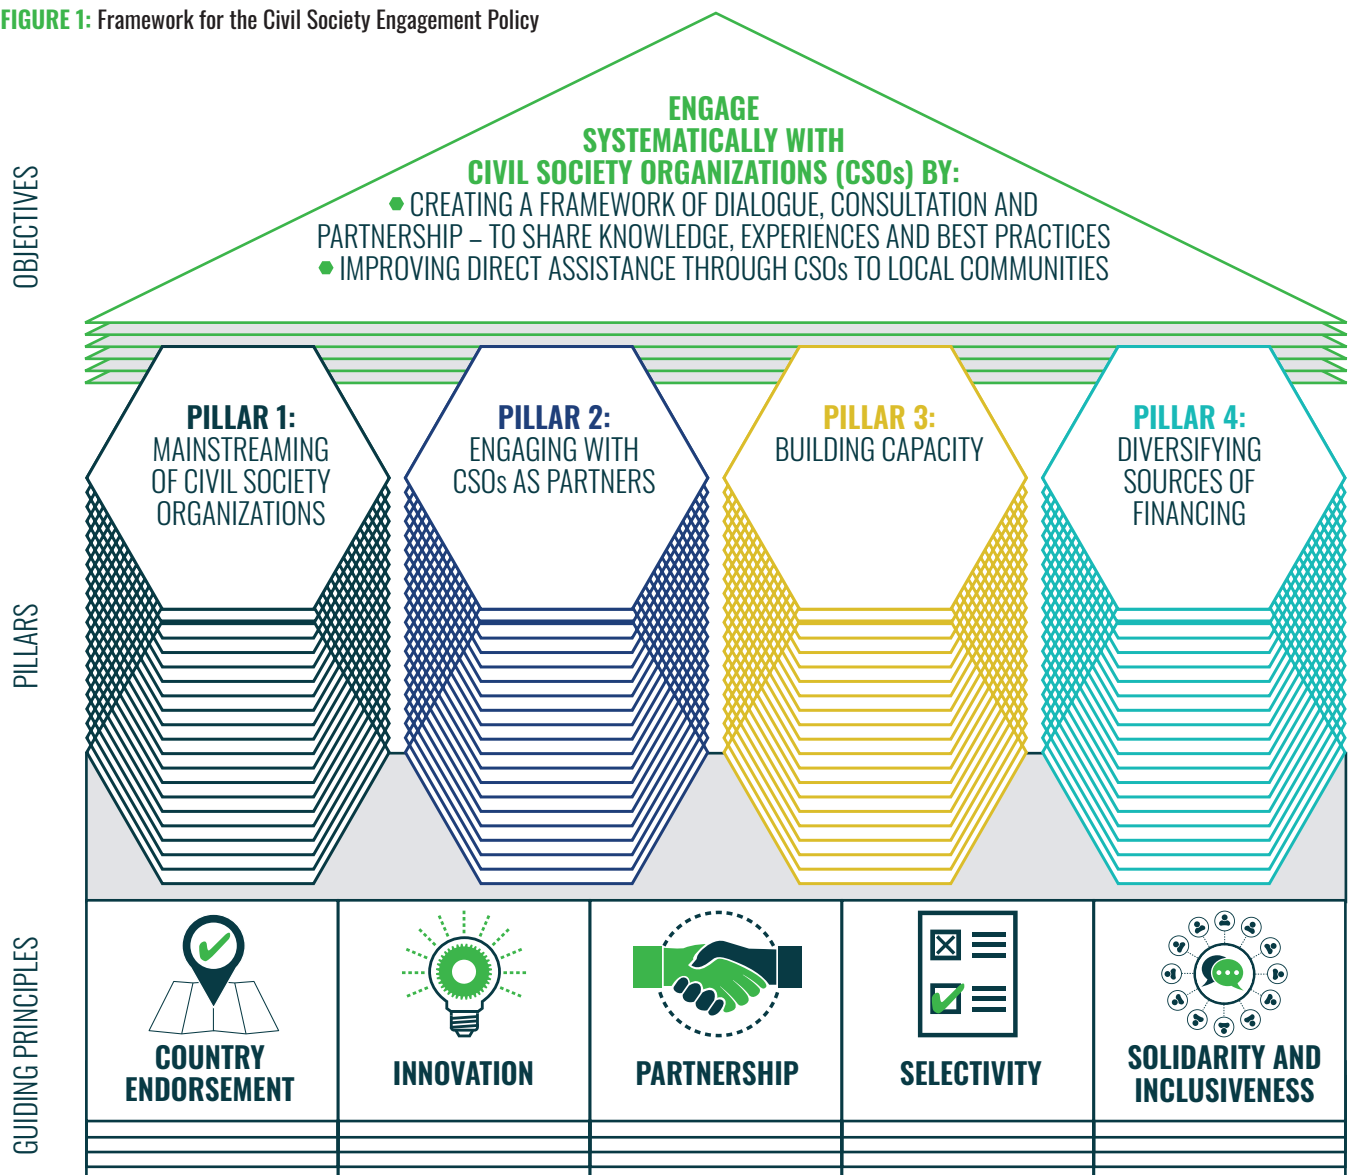 FIGURE 1: Framework for the Civil Society Engagement Policy
OBJECTIVES
ENGAGE
SYSTEMATICALLY WITH
CIVIL SOCIETY ORGANIZATIONS (CSOs) BY:
CREATING A FRAMEWORK OF DIALOGUE, CONSULTATION AND
PARTNERSHIP – TO SHARE KNOWLEDGE, EXPERIENCES AND BEST PRACTICES
IMPROVING DIRECT ASSISTANCE THROUGH CSOs TO LOCAL COMMUNITIES
PILLARS
PILLAR 1:
MAINSTREAMING
OF CIVIL SOCIETY
ORGANIZATIONS
PILLAR 2:
ENGAGING WITH
CSOs AS PARTNERS
PILLAR 3:
BUILDING CAPACITY
PILLAR 4:
DIVERSIFYING
SOURCES OF
FINANCING
GUIDING PRINCIPLES
COUNTRY
ENDORSEMENT
INNOVATION
PARTNERSHIP
SELECTIVITY
SOLIDARITY AND
INCLUSIVENESS